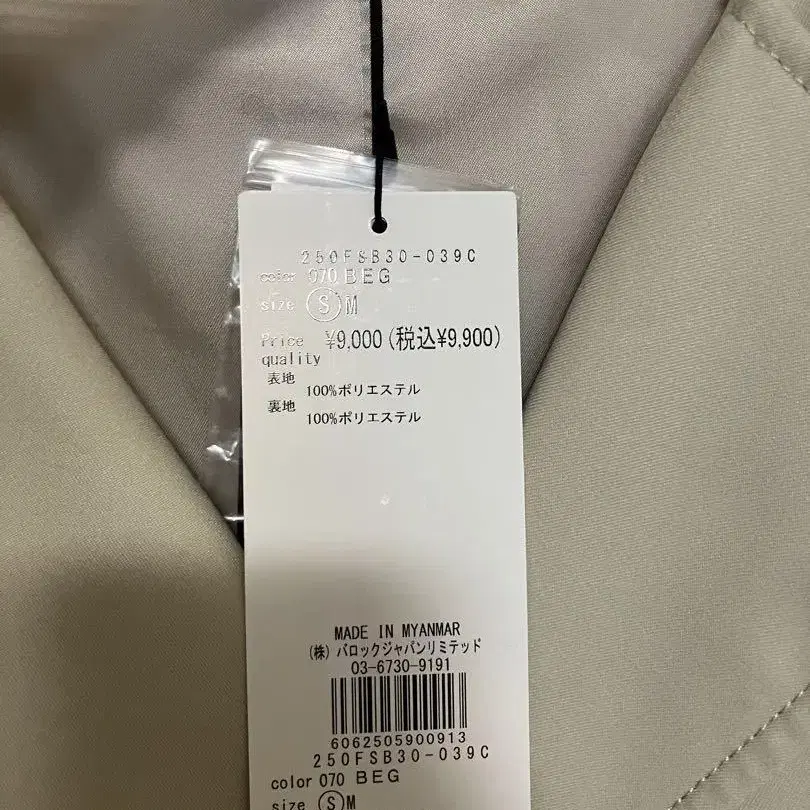 250FSB30-039C
color 070 BEG
size S M
Price ¥9,000 (税込¥9,900)
quality
表地
100%ポリエステル
裏地
100%ポリエステル
MADE IN MYANMAR
(株) バロックジャパンリミテッド
03-6730-9191
6062505900913
250FSB30-039C
color 070 BEG
size S M